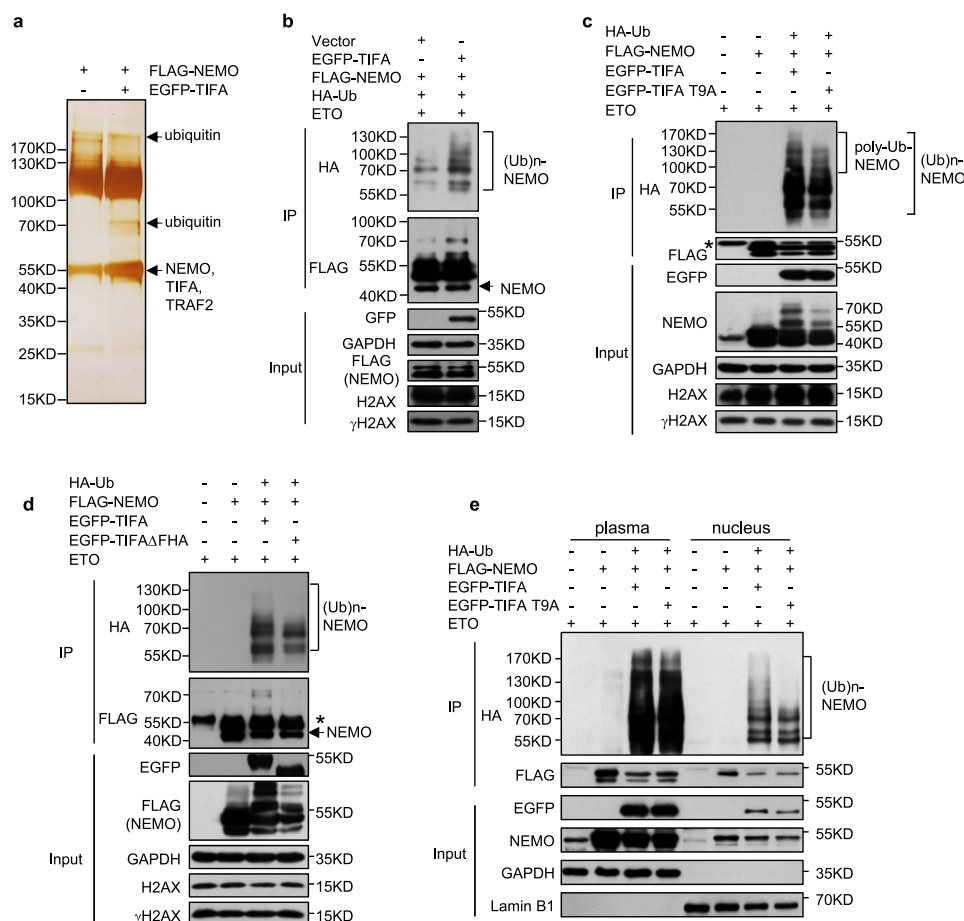 a
+ + FLAG-NEMO
- + EGFP-TIFA
170KD
130KD
100KD
70KD
55KD
40KD
35KD
25KD
15KD
ubiquitin
ubiquitin
NEMO,
TIFA,
TRAF2
b
Vector + -
EGFP-TIFA - +
FLAG-NEMO + +
HA-Ub + +
ETO + +
IP
HA
130KD
100KD
70KD
55KD
(Ub)n-
NEMO
FLAG
100KD
70KD
55KD
40KD
NEMO
Input
GFP 55KD
GAPDH 35KD
FLAG
(NEMO) 55KD
H2AX 15KD
γH2AX 15KD
c
HA-Ub - - + +
FLAG-NEMO - + + +
EGFP-TIFA - - + -
EGFP-TIFA T9A - - - +
ETO + + + +
IP
HA
170KD
130KD
100KD
70KD
55KD
poly-Ub-
NEMO
(Ub)n-
NEMO
FLAG * 55KD
Input
EGFP 55KD
NEMO
70KD
55KD
40KD
GAPDH 35KD
H2AX 15KD
γH2AX 15KD
d
HA-Ub - - + +
FLAG-NEMO - + + +
EGFP-TIFA - - + -
EGFP-TIFAΔFHA - - - +
ETO + + + +
IP
HA
130KD
100KD
70KD
55KD
(Ub)n-
NEMO
FLAG
70KD
55KD
40KD
*
NEMO
Input
EGFP 55KD
FLAG
(NEMO) 55KD
GAPDH 35KD
H2AX 15KD
γH2AX 15KD
e
plasma nucleus
HA-Ub - - + + - - + +
FLAG-NEMO - + + + - + + +
EGFP-TIFA - - + - - - + -
EGFP-TIFA T9A - - - + - - - +
ETO + + + + + + + +
IP
HA
170KD
130KD
100KD
70KD
55KD
(Ub)n-
NEMO
FLAG 55KD
Input
EGFP 55KD
NEMO 55KD
GAPDH 35KD
Lamin B1 70KD